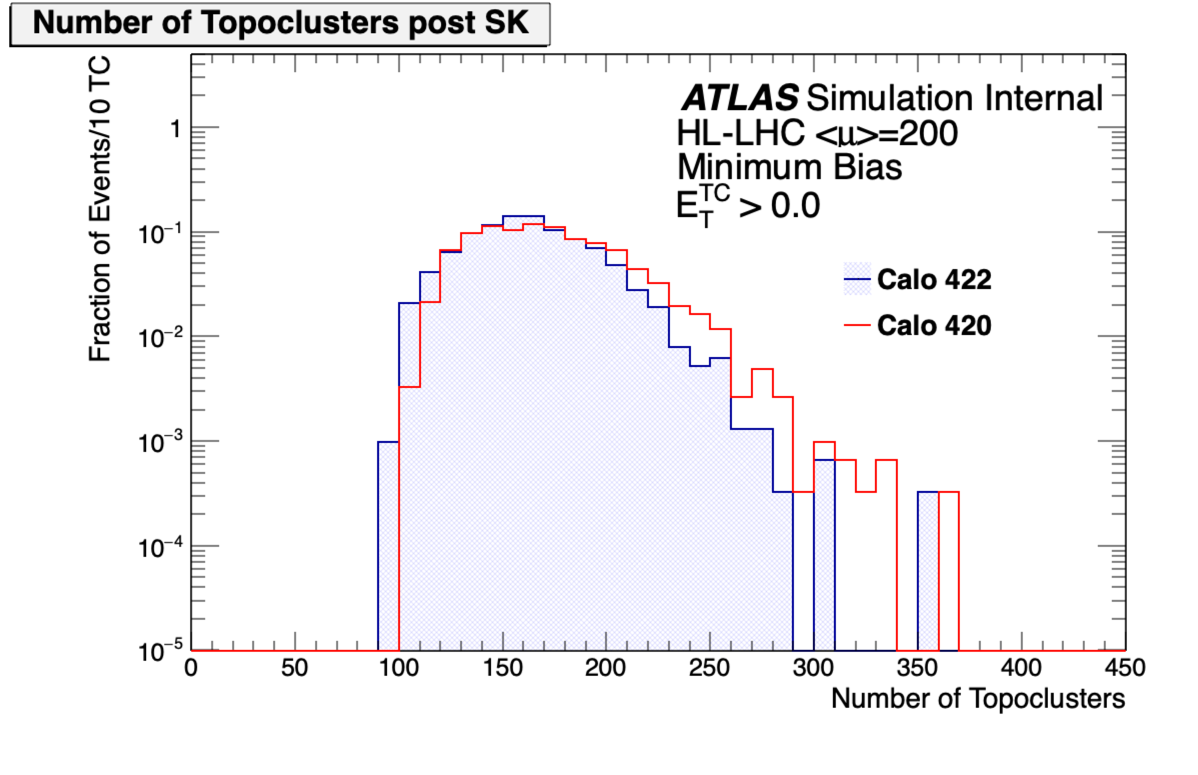 Number of Topoclusters post SK
Fraction of Events/10 TC
ATLAS Simulation Internal
HL-LHC <μ>=200
Minimum Bias
E_T^TC > 0.0
Calo 422
Calo 420
1
10⁻¹
10⁻²
10⁻³
10⁻⁴
10⁻⁵
0 50 100 150 200 250 300 350 400 450
Number of Topoclusters